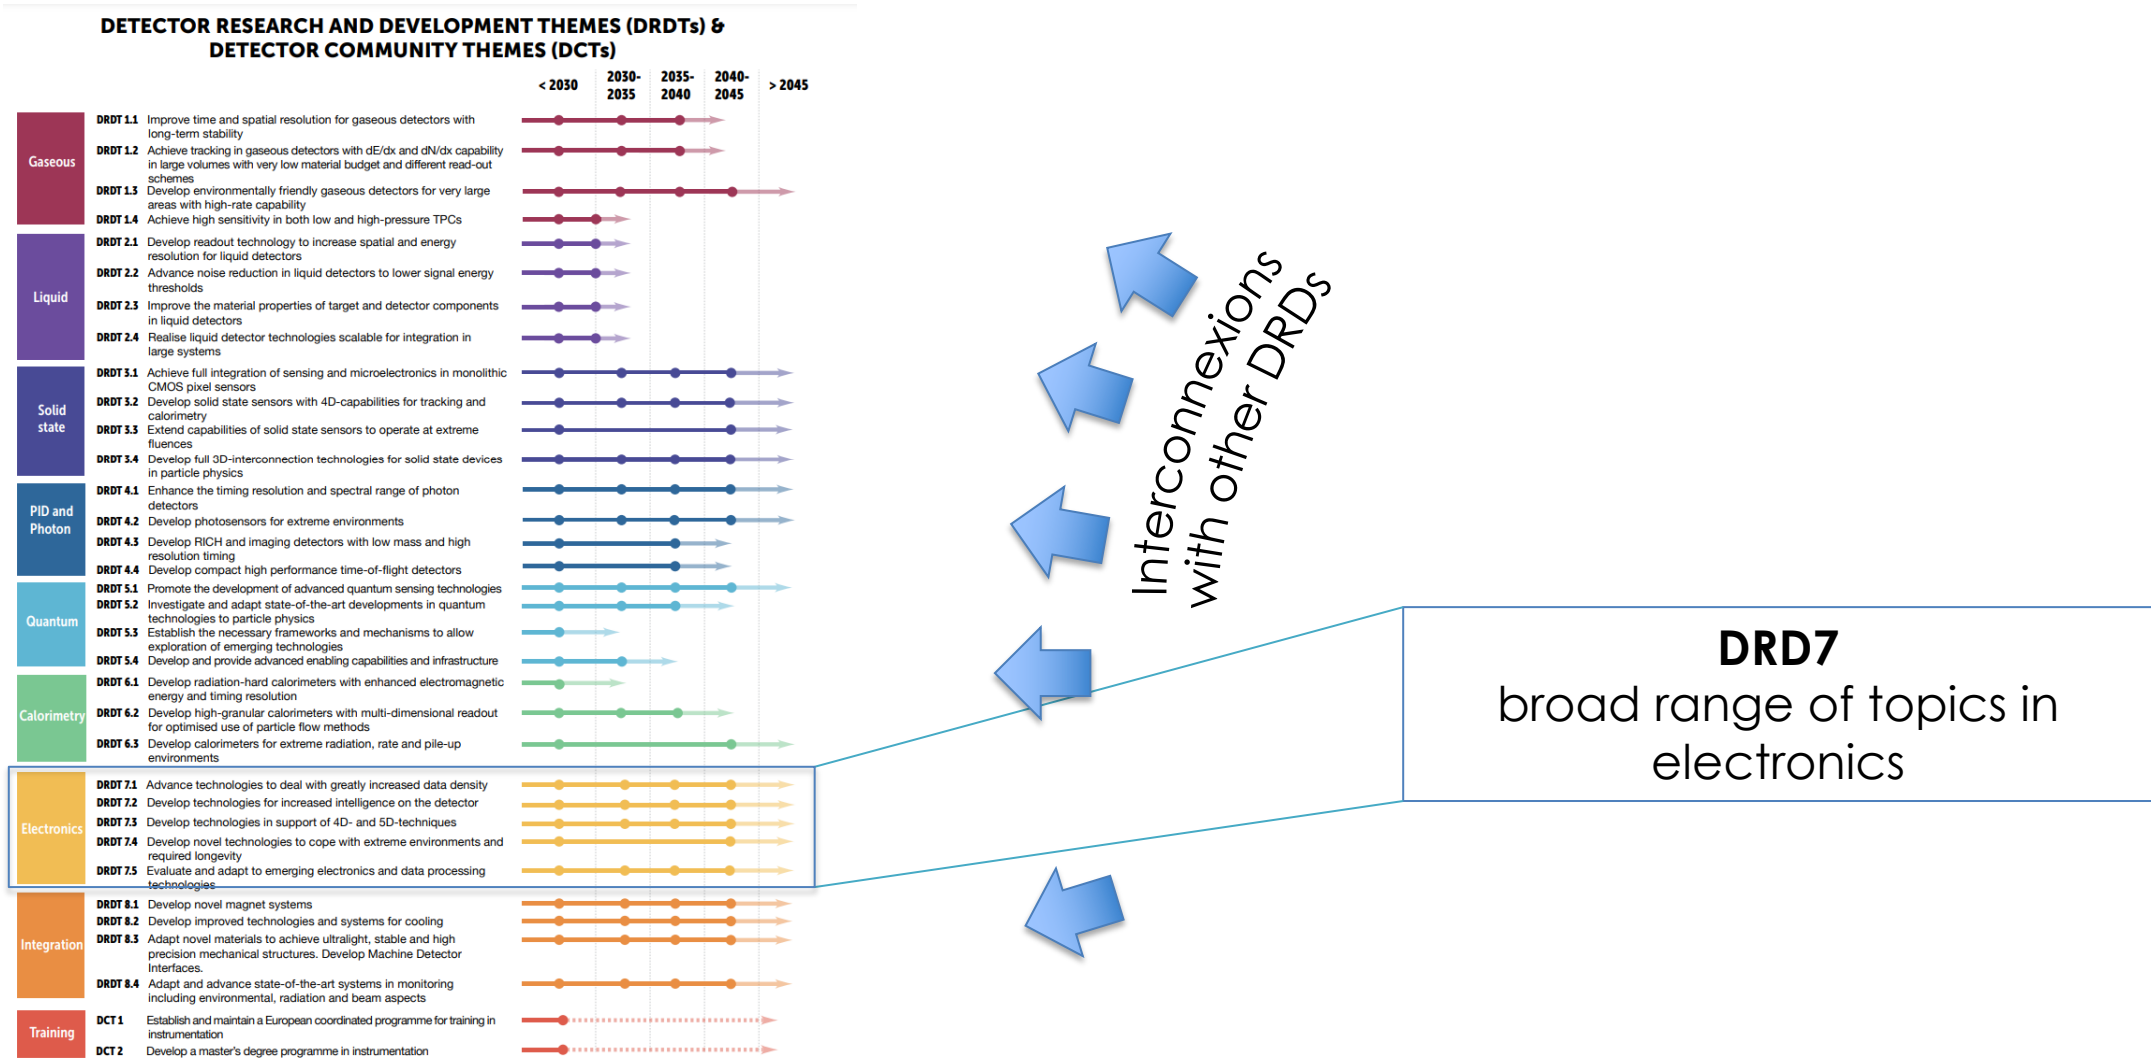 DETECTOR RESEARCH AND DEVELOPMENT THEMES (DRDTs) &
DETECTOR COMMUNITY THEMES (DCTs)
< 2030
2030-
2035
2035-
2040
2040-
2045
> 2045
Gaseous
DRDT 1.1 Improve time and spatial resolution for gaseous detectors with
long-term stability
DRDT 1.2 Achieve tracking in gaseous detectors with dE/dx and dN/dx capability
in large volumes with very low material budget and different read-out
schemes
DRDT 1.3 Develop environmentally friendly gaseous detectors for very large
areas with high-rate capability
DRDT 1.4 Achieve high sensitivity in both low and high-pressure TPCs
Liquid
DRDT 2.1 Develop readout technology to increase spatial and energy
resolution for liquid detectors
DRDT 2.2 Advance noise reduction in liquid detectors to lower signal energy
thresholds
DRDT 2.3 Improve the material properties of target and detector components
in liquid detectors
DRDT 2.4 Realise liquid detector technologies scalable for integration in
large systems
Solid
state
DRDT 3.1 Achieve full integration of sensing and microelectronics in monolithic
CMOS pixel sensors
DRDT 3.2 Develop solid state sensors with 4D-capabilities for tracking and
calorimetry
DRDT 3.3 Extend capabilities of solid state sensors to operate at extreme
fluences
DRDT 3.4 Develop full 3D-interconnection technologies for solid state devices
in particle physics
PID and
Photon
DRDT 4.1 Enhance the timing resolution and spectral range of photon
detectors
DRDT 4.2 Develop photosensors for extreme environments
DRDT 4.3 Develop RICH and imaging detectors with low mass and high
resolution timing
DRDT 4.4 Develop compact high performance time-of-flight detectors
Quantum
DRDT 5.1 Promote the development of advanced quantum sensing technologies
DRDT 5.2 Investigate and adapt state-of-the-art developments in quantum
technologies to particle physics
DRDT 5.3 Establish the necessary frameworks and mechanisms to allow
exploration of emerging technologies
DRDT 5.4 Develop and provide advanced enabling capabilities and infrastructure
Calorimetry
DRDT 6.1 Develop radiation-hard calorimeters with enhanced electromagnetic
energy and timing resolution
DRDT 6.2 Develop high-granular calorimeters with multi-dimensional readout
for optimised use of particle flow methods
DRDT 6.3 Develop calorimeters for extreme radiation, rate and pile-up
environments
Electronics
DRDT 7.1 Advance technologies to deal with greatly increased data density
DRDT 7.2 Develop technologies for increased intelligence on the detector
DRDT 7.3 Develop technologies in support of 4D- and 5D-techniques
DRDT 7.4 Develop novel technologies to cope with extreme environments and
required longevity
DRDT 7.5 Evaluate and adapt to emerging electronics and data processing
technologies
Integration
DRDT 8.1 Develop novel magnet systems
DRDT 8.2 Develop improved technologies and systems for cooling
DRDT 8.3 Adapt novel materials to achieve ultralight, stable and high
precision mechanical structures. Develop Machine Detector
Interfaces.
DRDT 8.4 Adapt and advance state-of-the-art systems in monitoring
including environmental, radiation and beam aspects
Training
DCT 1 Establish and maintain a European coordinated programme for training in
instrumentation
DCT 2 Develop a master's degree programme in instrumentation
Interconnexions
with other DRDs
DRD7
broad range of topics in
electronics